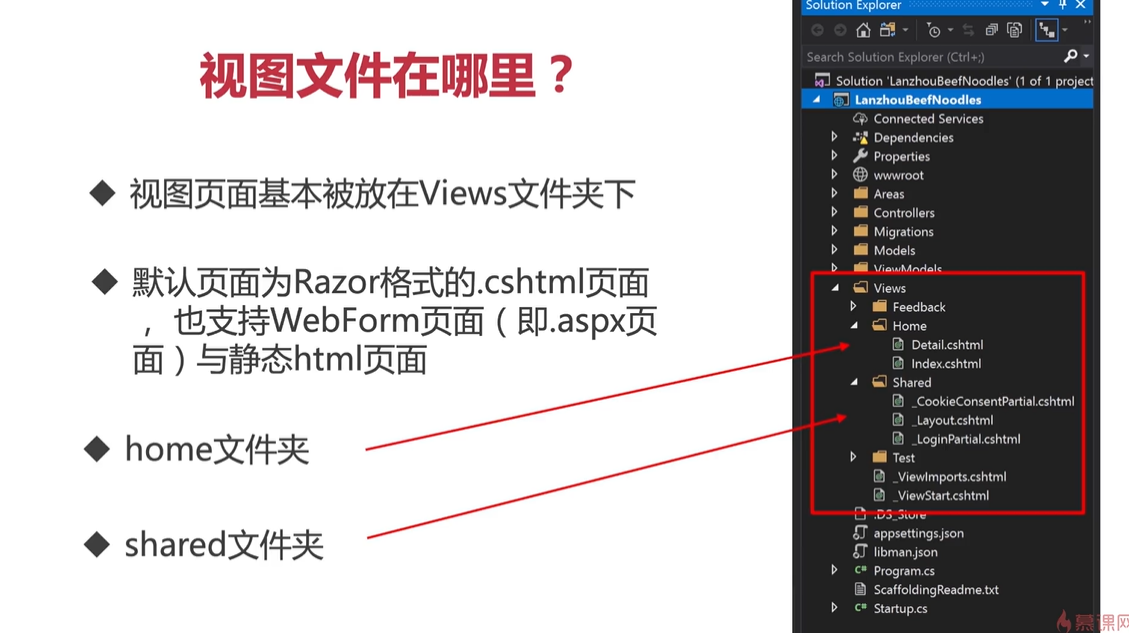 视图文件在哪里？
◆ 视图页面基本被放在Views文件夹下
◆ 默认页面为Razor格式的.cshtml页面
，也支持WebForm页面（即.aspx页
面）与静态html页面
◆ home文件夹
◆ shared文件夹
Solution Explorer
Search Solution Explorer (Ctrl+;)
Solution 'LanzhouBeefNoodles' (1 of 1 project
LanzhouBeefNoodles
Connected Services
Dependencies
Properties
wwwroot
Areas
Controllers
Migrations
Models
ViewModels
Views
Feedback
Home
Detail.cshtml
Index.cshtml
Shared
_CookieConsentPartial.cshtml
_Layout.cshtml
_LoginPartial.cshtml
Test
_ViewImports.cshtml
_ViewStart.cshtml
.DS_Store
appsettings.json
libman.json
C# Program.cs
ScaffoldingReadme.txt
C# Startup.cs
慕课网